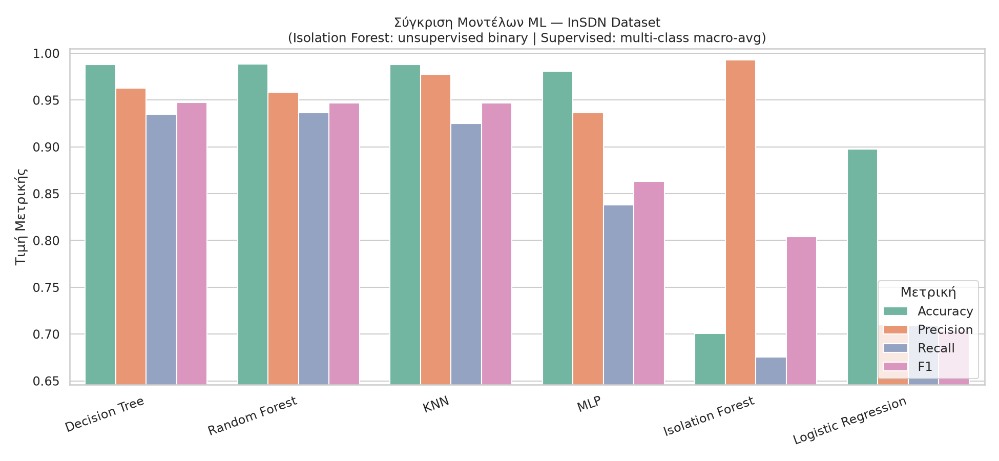 Σύγκριση Μοντέλων ML — InSDN Dataset
(Isolation Forest: unsupervised binary | Supervised: multi-class macro-avg)
Τιμή Μετρικής
1.00
0.95
0.90
0.85
0.80
0.75
0.70
0.65
Μετρική
Accuracy
Precision
Recall
F1
Decision Tree
Random Forest
KNN
MLP
Isolation Forest
Logistic Regression